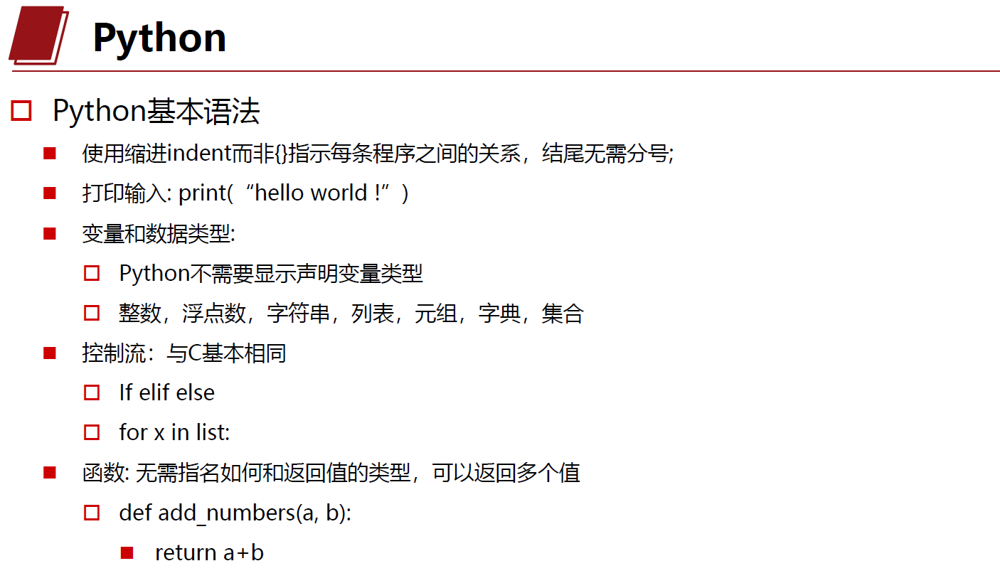 Python
Python基本语法
使用缩进indent而非{}指示每条程序之间的关系，结尾无需分号;
打印输入: print(“hello world !”)
变量和数据类型:
Python不需要显示声明变量类型
整数，浮点数，字符串，列表，元组，字典，集合
控制流：与C基本相同
If elif else
for x in list:
函数: 无需指名如何和返回值的类型，可以返回多个值
def add_numbers(a, b):
return a+b